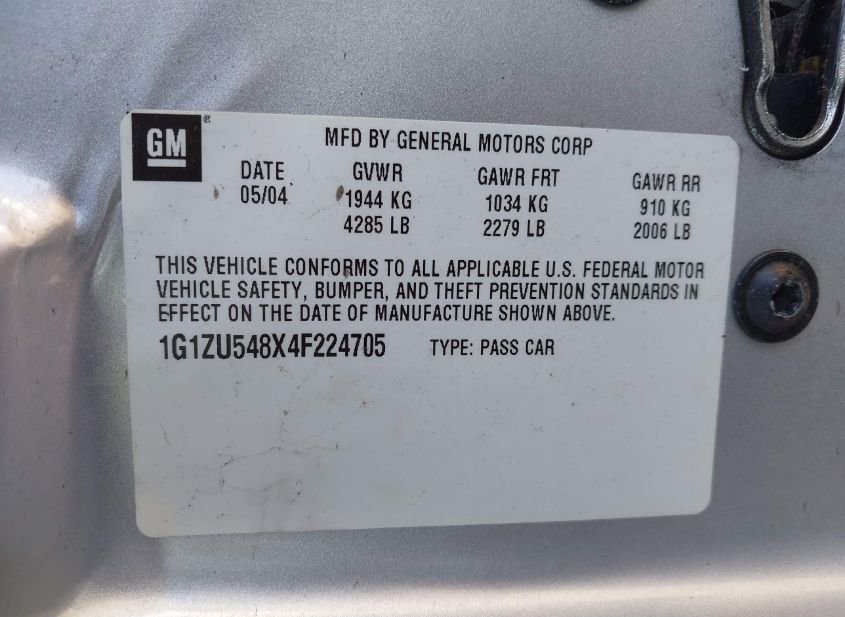 GM ®
MFD BY GENERAL MOTORS CORP
DATE GVWR GAWR FRT GAWR RR
05/04 1944 KG 1034 KG 910 KG
4285 LB 2279 LB 2006 LB
THIS VEHICLE CONFORMS TO ALL APPLICABLE U.S. FEDERAL MOTOR
VEHICLE SAFETY, BUMPER, AND THEFT PREVENTION STANDARDS IN
EFFECT ON THE DATE OF MANUFACTURE SHOWN ABOVE.
1G1ZU548X4F224705 TYPE: PASS CAR